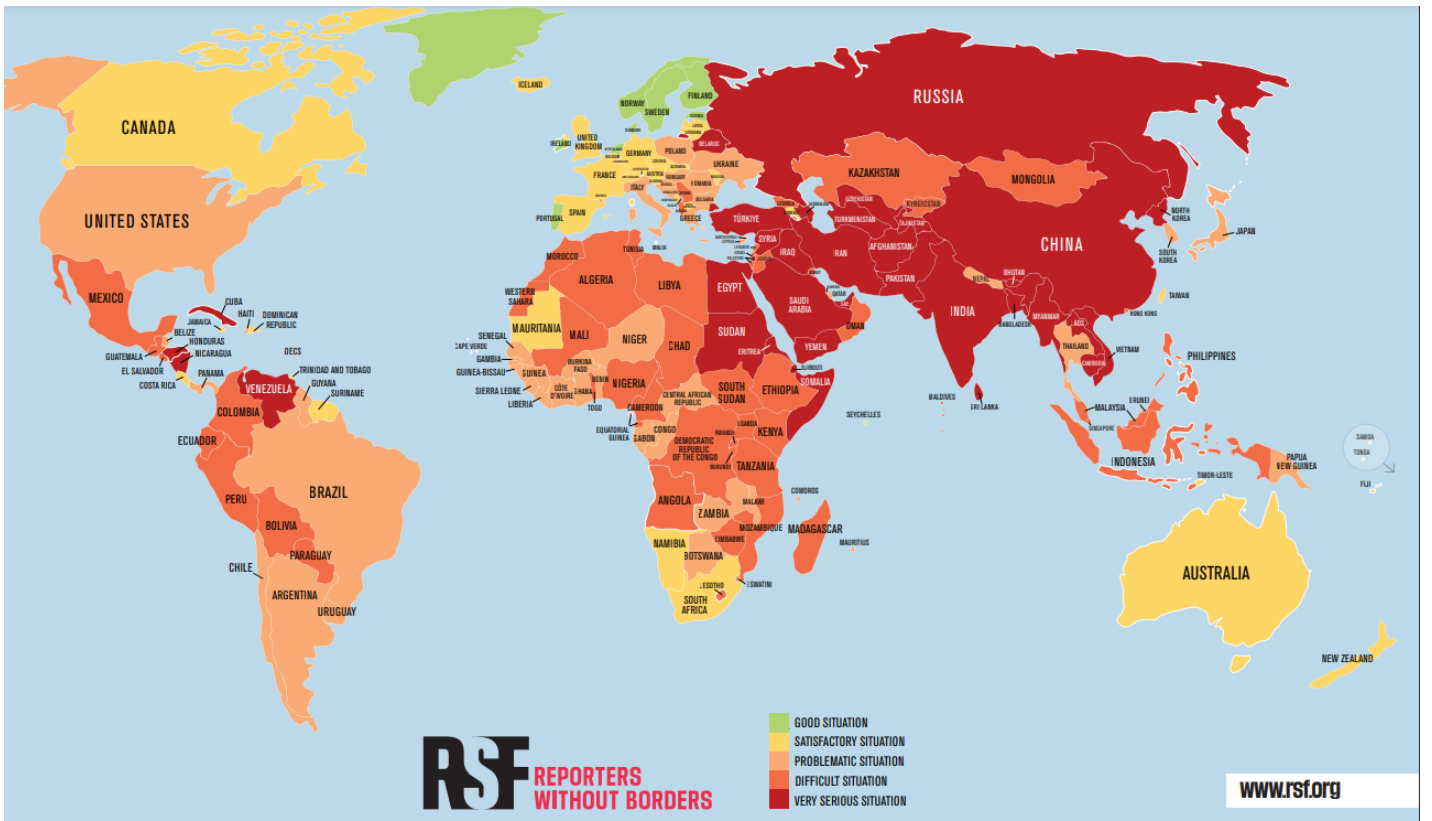 CANADA
ICELAND
NORWAY
SWEDEN
FINLAND
RUSSIA
IRELAND
UNITED
KINGDOM
GERMANY
POLAND
BELARUS
UKRAINE
FRANCE
AUSTRIA
HUNGARY
ROMANIA
BULGARIA
ITALY
GREECE
PORTUGAL
SPAIN
MALTA
KAZAKHSTAN
MONGOLIA
UZBEKISTAN
KYRGYZSTAN
TURKMENISTAN
TAJIKISTAN
UNITED STATES
TÜRKIYE
SYRIA
IRAQ
IRAN
AFGHANISTAN
PAKISTAN
CHINA
NORTH
KOREA
SOUTH
KOREA
JAPAN
MEXICO
CUBA
JAMAICA
HAITI
DOMINICAN
REPUBLIC
BELIZE
HONDURAS
NICARAGUA
GUATEMALA
EL SALVADOR
COSTA RICA
PANAMA
OECS
TRINIDAD AND TOBAGO
GUYANA
SURINAME
VENEZUELA
COLOMBIA
ECUADOR
PERU
BRAZIL
BOLIVIA
PARAGUAY
CHILE
ARGENTINA
URUGUAY
MOROCCO
TUNISIA
ALGERIA
LIBYA
EGYPT
WESTERN
SAHARA
MAURITANIA
MALI
NIGER
CHAD
SUDAN
ERITREA
SAUDI
ARABIA
QATAR
UAE
OMAN
YEMEN
DJIBOUTI
SOMALIA
SENEGAL
CAPE VERDE
GAMBIA
GUINEA-BISSAU
GUINEA
SIERRA LEONE
LIBERIA
CÔTE
D'IVOIRE
BURKINA
FASO
GHANA
TOGO
BENIN
NIGERIA
CAMEROON
EQUATORIAL
GUINEA
GABON
CONGO
CENTRAL AFRICAN
REPUBLIC
SOUTH
SUDAN
ETHIOPIA
UGANDA
KENYA
RWANDA
BURUNDI
DEMOCRATIC
REPUBLIC
OF THE CONGO
TANZANIA
ANGOLA
ZAMBIA
MALAWI
COMOROS
MOZAMBIQUE
MADAGASCAR
MAURITIUS
SEYCHELLES
ZIMBABWE
NAMIBIA
BOTSWANA
LESOTHO
ESWATINI
SOUTH
AFRICA
NEPAL
BHUTAN
INDIA
BANGLADESH
MYANMAR
LAOS
THAILAND
CAMBODIA
VIETNAM
HONG KONG
TAIWAN
PHILIPPINES
MALDIVES
SRI LANKA
MALAYSIA
BRUNEI
SINGAPORE
INDONESIA
TIMOR-LESTE
PAPUA
NEW GUINEA
SAMOA
TONGA
FIJI
AUSTRALIA
NEW ZEALAND
GOOD SITUATION
SATISFACTORY SITUATION
PROBLEMATIC SITUATION
DIFFICULT SITUATION
VERY SERIOUS SITUATION
RSF
REPORTERS
WITHOUT BORDERS
www.rsf.org